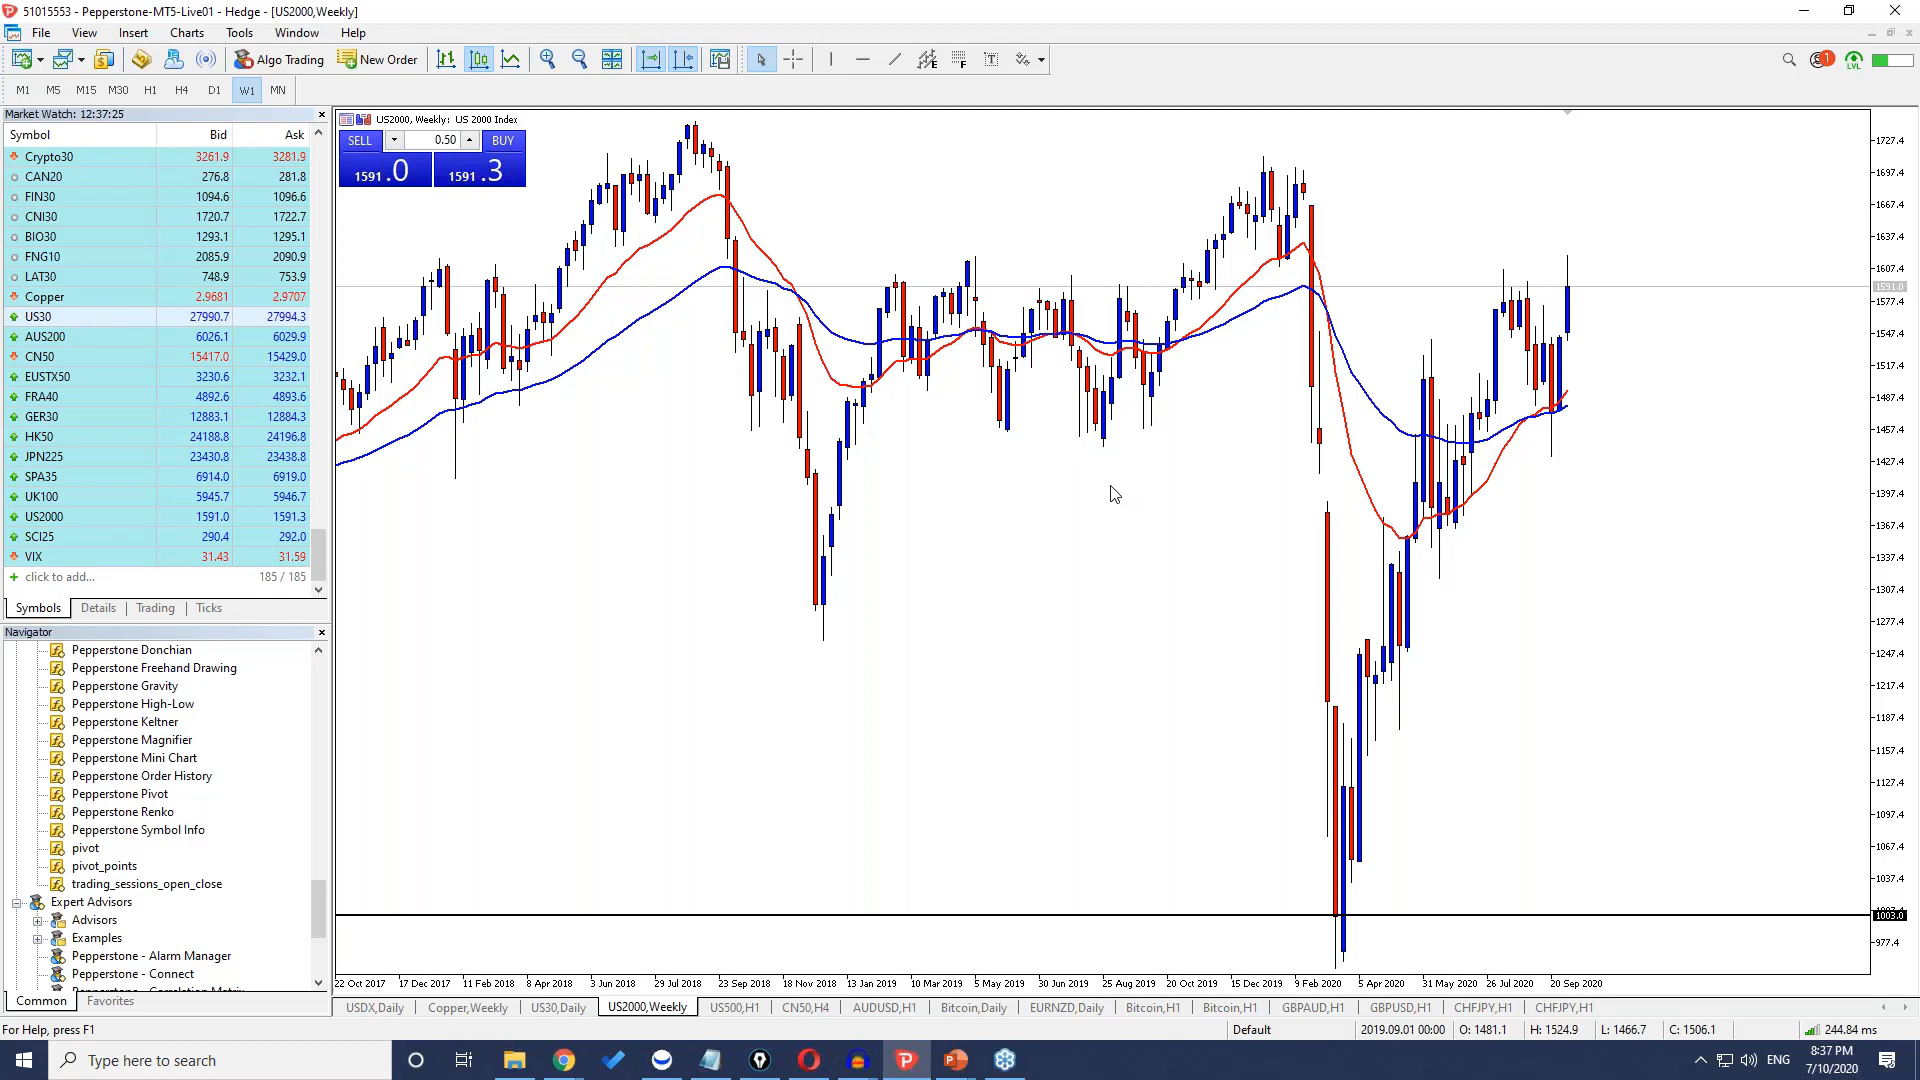 51015553 - Pepperstone-MT5-Live01 - Hedge - [US2000,Weekly]
File View Insert Charts Tools Window Help
Algo Trading New Order
1 LVL
M1 M5 M15 M30 H1 H4 D1 W1 MN
Market Watch: 12:37:25
Symbol Bid Ask
Crypto30 3261.9 3281.9
CAN20 276.8 281.8
FIN30 1094.6 1096.6
CNI30 1720.7 1722.7
BIO30 1293.1 1295.1
FNG10 2085.9 2090.9
LAT30 748.9 753.9
Copper 2.9681 2.9707
US30 27990.7 27994.3
AUS200 6026.1 6029.9
CN50 15417.0 15429.0
EUSTX50 3230.6 3232.1
FRA40 4892.6 4893.6
GER30 12883.1 12884.3
HK50 24188.8 24196.8
JPN225 23430.8 23438.8
SPA35 6914.0 6919.0
UK100 5945.7 5946.7
US2000 1591.0 1591.3
SCI25 290.4 292.0
VIX 31.43 31.59
click to add... 185 / 185
Symbols Details Trading Ticks
Navigator
Pepperstone Donchian
Pepperstone Freehand Drawing
Pepperstone Gravity
Pepperstone High-Low
Pepperstone Keltner
Pepperstone Magnifier
Pepperstone Mini Chart
Pepperstone Order History
Pepperstone Pivot
Pepperstone Renko
Pepperstone Symbol Info
pivot
pivot_points
trading_sessions_open_close
Expert Advisors
Advisors
Examples
Pepperstone - Alarm Manager
Pepperstone - Connect
Common Favorites
US2000, Weekly: US 2000 Index
SELL 0.50 BUY
1591.0 1591.3
1727.4
1697.4
1667.4
1637.4
1607.4
1591.0
1577.4
1547.4
1517.4
1487.4
1457.4
1427.4
1397.4
1367.4
1337.4
1307.4
1277.4
1247.4
1217.4
1187.4
1157.4
1127.4
1097.4
1067.4
1037.4
1003.0
977.4
22 Oct 2017 17 Dec 2017 11 Feb 2018 8 Apr 2018 3 Jun 2018 29 Jul 2018 23 Sep 2018 18 Nov 2018 13 Jan 2019 10 Mar 2019 5 May 2019 30 Jun 2019 25 Aug 2019 20 Oct 2019 15 Dec 2019 9 Feb 2020 5 Apr 2020 31 May 2020 26 Jul 2020 20 Sep 2020
USDX,Daily Copper,Weekly US30,Daily US2000,Weekly US500,H1 CN50,H4 AUDUSD,H1 Bitcoin,Daily EURNZD,Daily Bitcoin,H1 Bitcoin,H1 GBPAUD,H1 GBPUSD,H1 CHFJPY,H1 CHFJPY,H1
For Help, press F1 Default 2019.09.01 00:00 O: 1481.1 H: 1524.9 L: 1466.7 C: 1506.1 244.84 ms
Type here to search
ENG 8:37 PM
7/10/2020